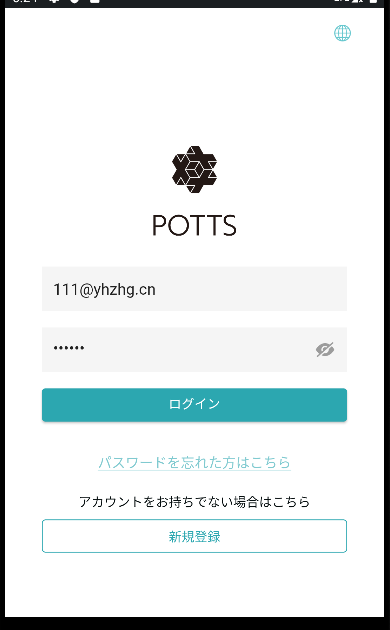 POTTS
111@yhzhg.cn
••••••
ログイン
パスワードを忘れた方はこちら
アカウントをお持ちでない場合はこちら
新規登録